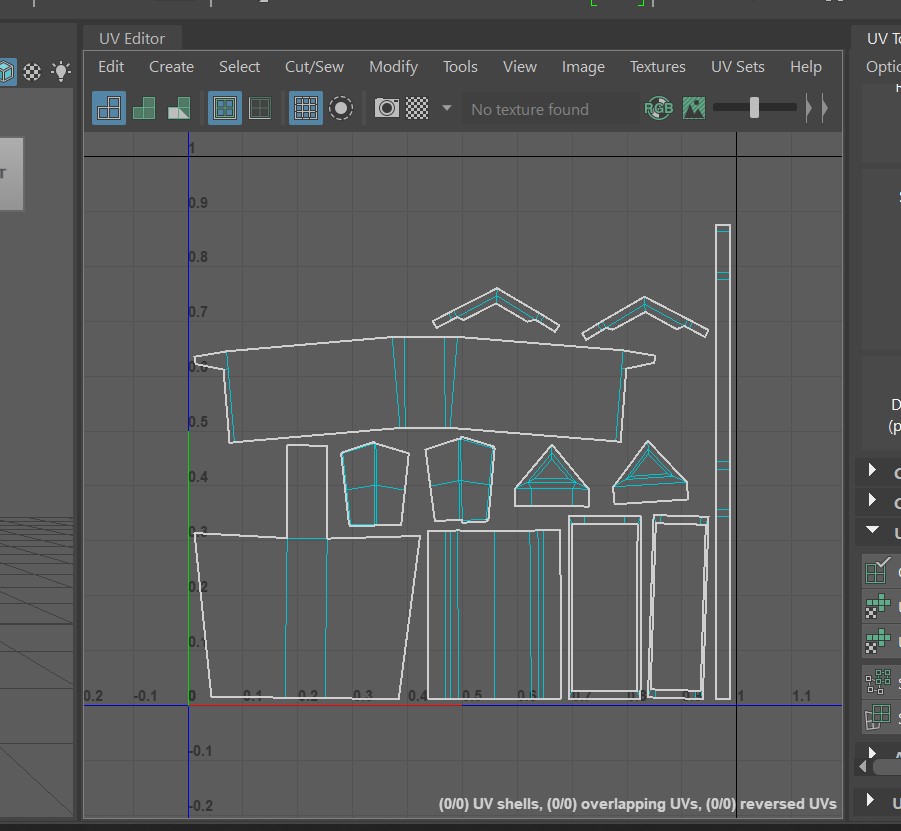 UV Editor
UV To
Edit Create Select Cut/Sew Modify Tools View Image Textures UV Sets Help
Optic
No texture found
RGB
T
1
0.9
0.8
0.7
0.6
0.5
0.4
0.3
0.2
0.1
0.2 -0.1 0 0.1 0.2 0.3 0.4 0.5 0.6 0.7 0.8 0.9 1 1.1
-0.1
-0.2
D
(p
(0/0) UV shells, (0/0) overlapping UVs, (0/0) reversed UVs